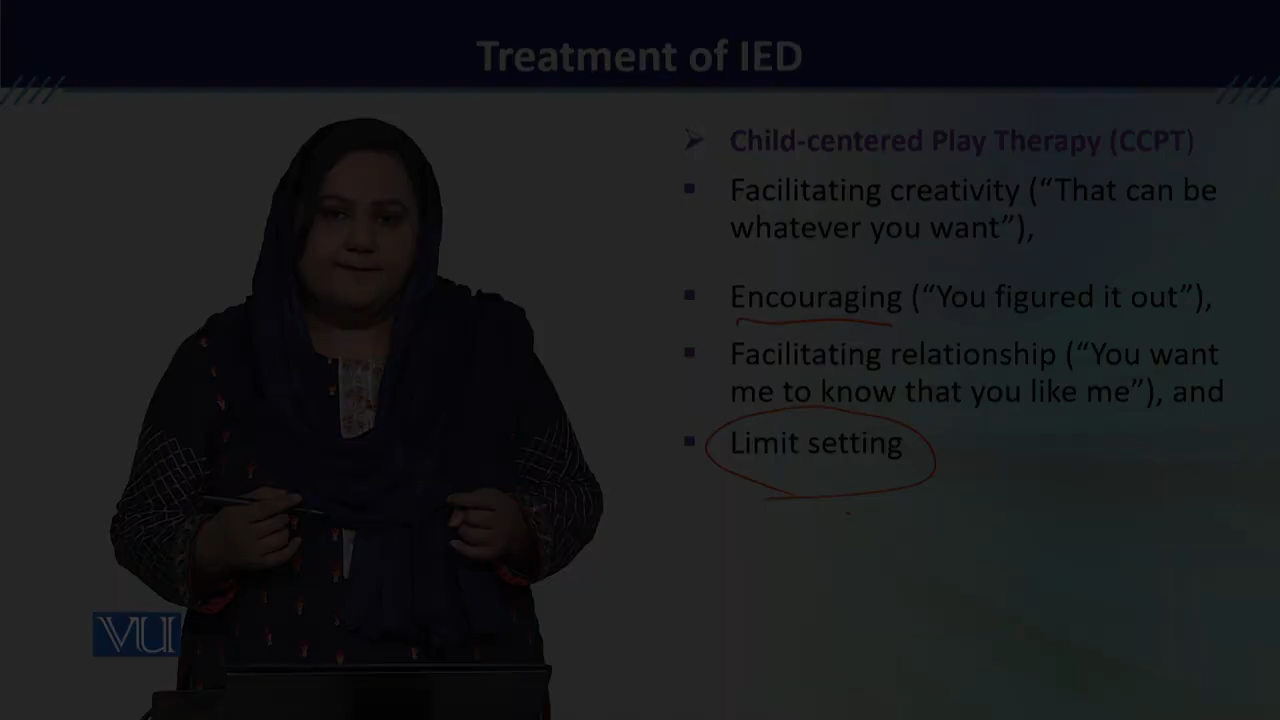 Treatment of IED
Child-centered Play Therapy (CCPT)
Facilitating creativity (“That can be
whatever you want”),
Encouraging (“You figured it out”),
Facilitating relationship (“You want
me to know that you like me”), and
Limit setting
VU